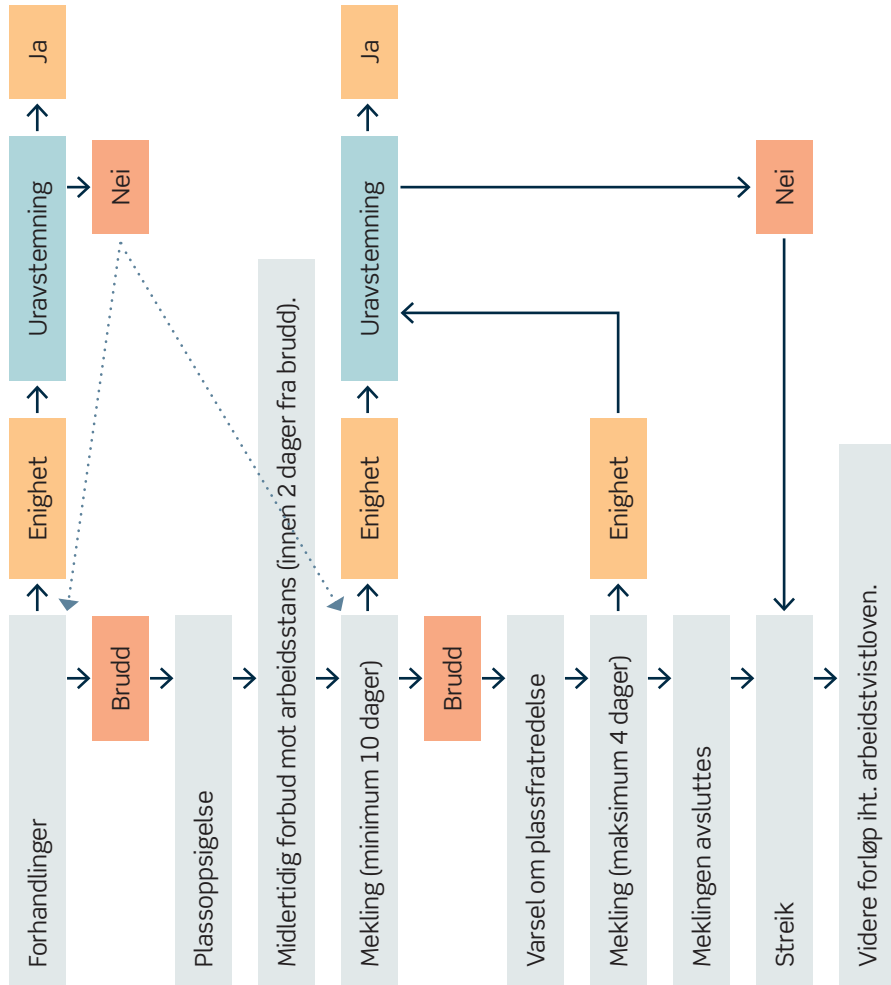 Forhandlinger
Enighet
Uravstemning
Ja
Brudd
Nei
Plassoppsigelse
Midlertidig forbud mot arbeidsstans (innen 2 dager fra brudd).
Mekling (minimum 10 dager)
Enighet
Uravstemning
Ja
Brudd
Varsel om plassfratredelse
Mekling (maksimum 4 dager)
Enighet
Meklingen avsluttes
Streik
Nei
Videre forløp iht. arbeidstvistloven.